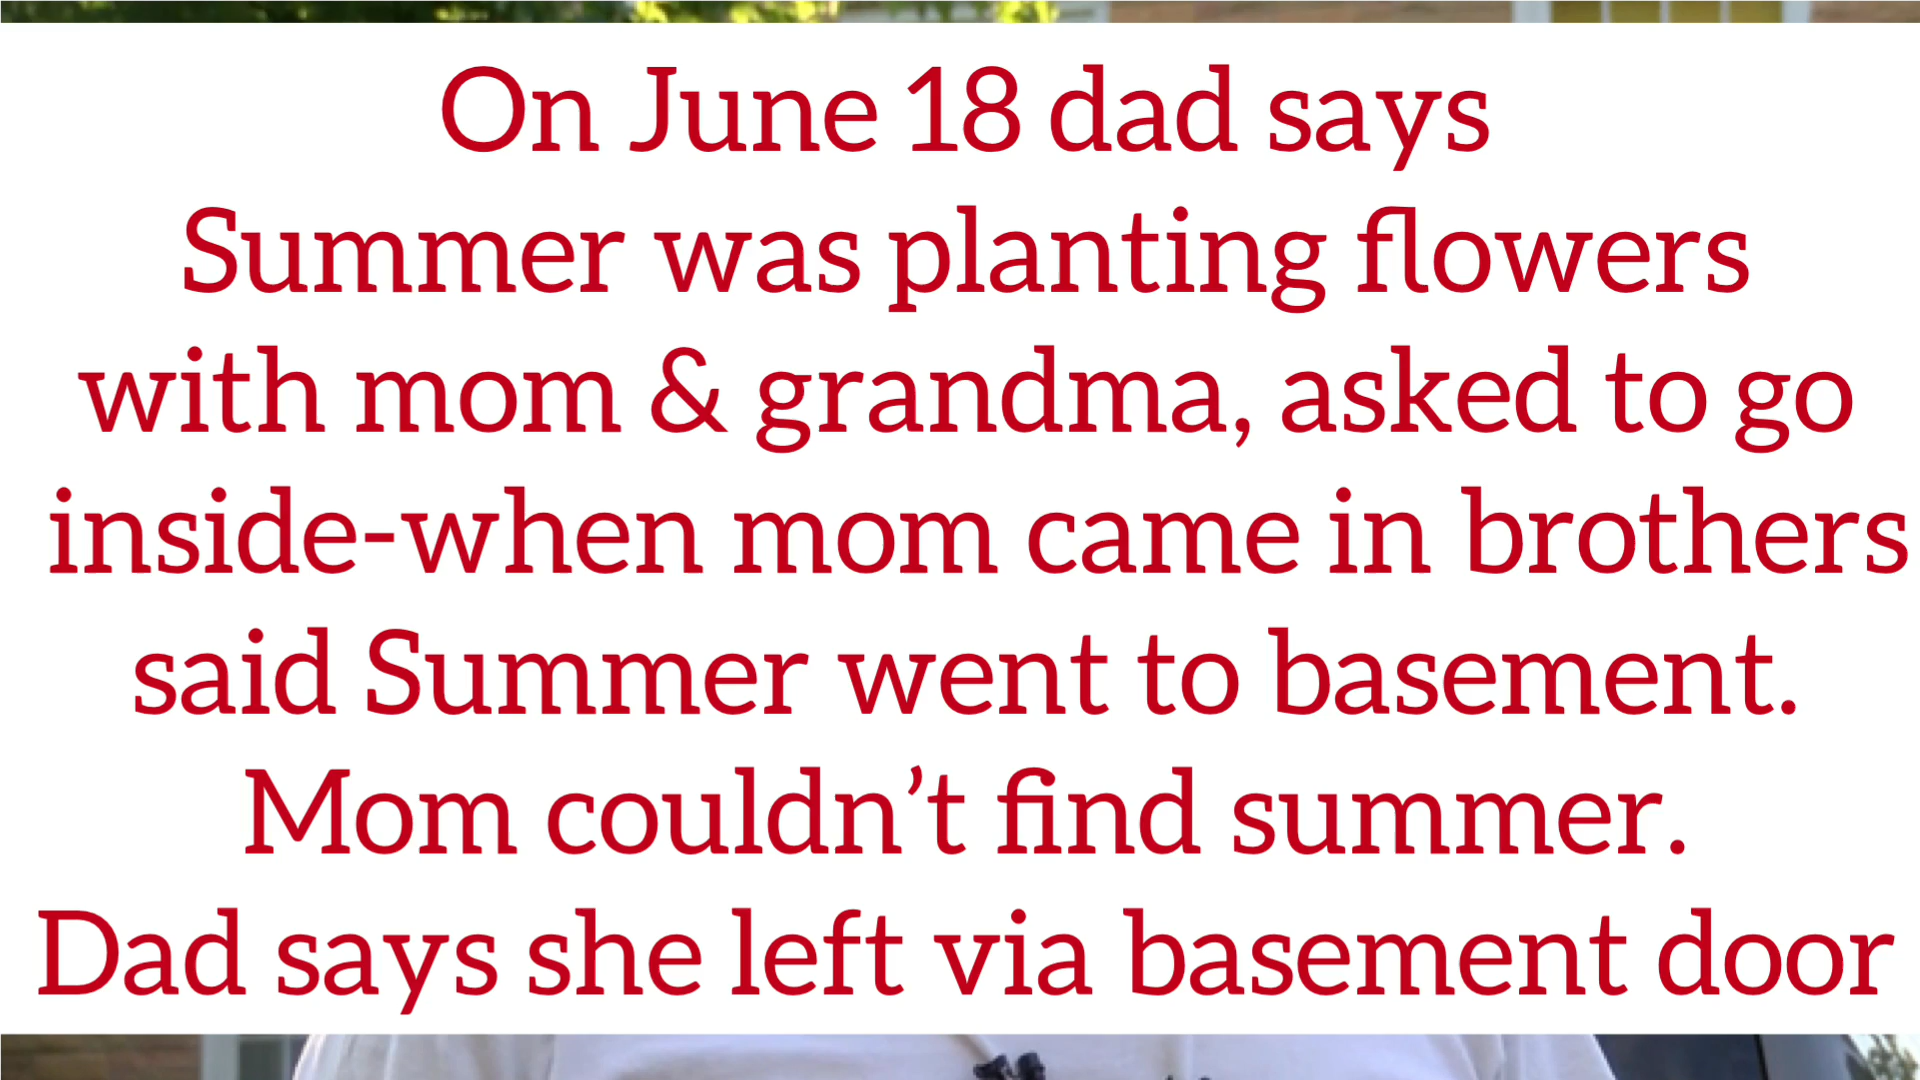 On June 18 dad says
Summer was planting flowers
with mom & grandma, asked to go
inside-when mom came in brothers
said Summer went to basement.
Mom couldn’t find summer.
Dad says she left via basement door